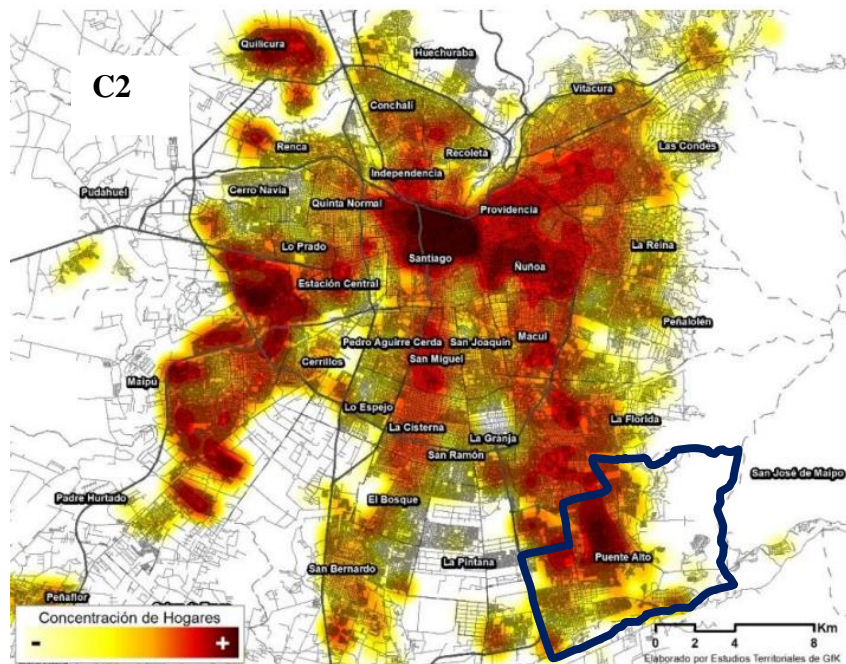 Quilicura
Huechuraba
C2
Vitacura
Conchalí
Renca
Recoleta
Las Condes
Independencia
Pudahuel
Cerro Navia
Quinta Normal
Providencia
Lo Prado
La Reina
Santiago
Ñuñoa
Estación Central
Peñalolén
Pedro Aguirre Cerda
San Joaquín
Macul
San Miguel
Cerrillos
Maipú
Lo Espejo
La Florida
La Cisterna
La Granja
San Ramón
San José de Maipo
Padre Hurtado
El Bosque
Puente Alto
La Pintana
San Bernardo
Peñaflor
Concentración de Hogares
- +
Km
0 2 4 8
Elaborado por Estudios Territoriales de GfK